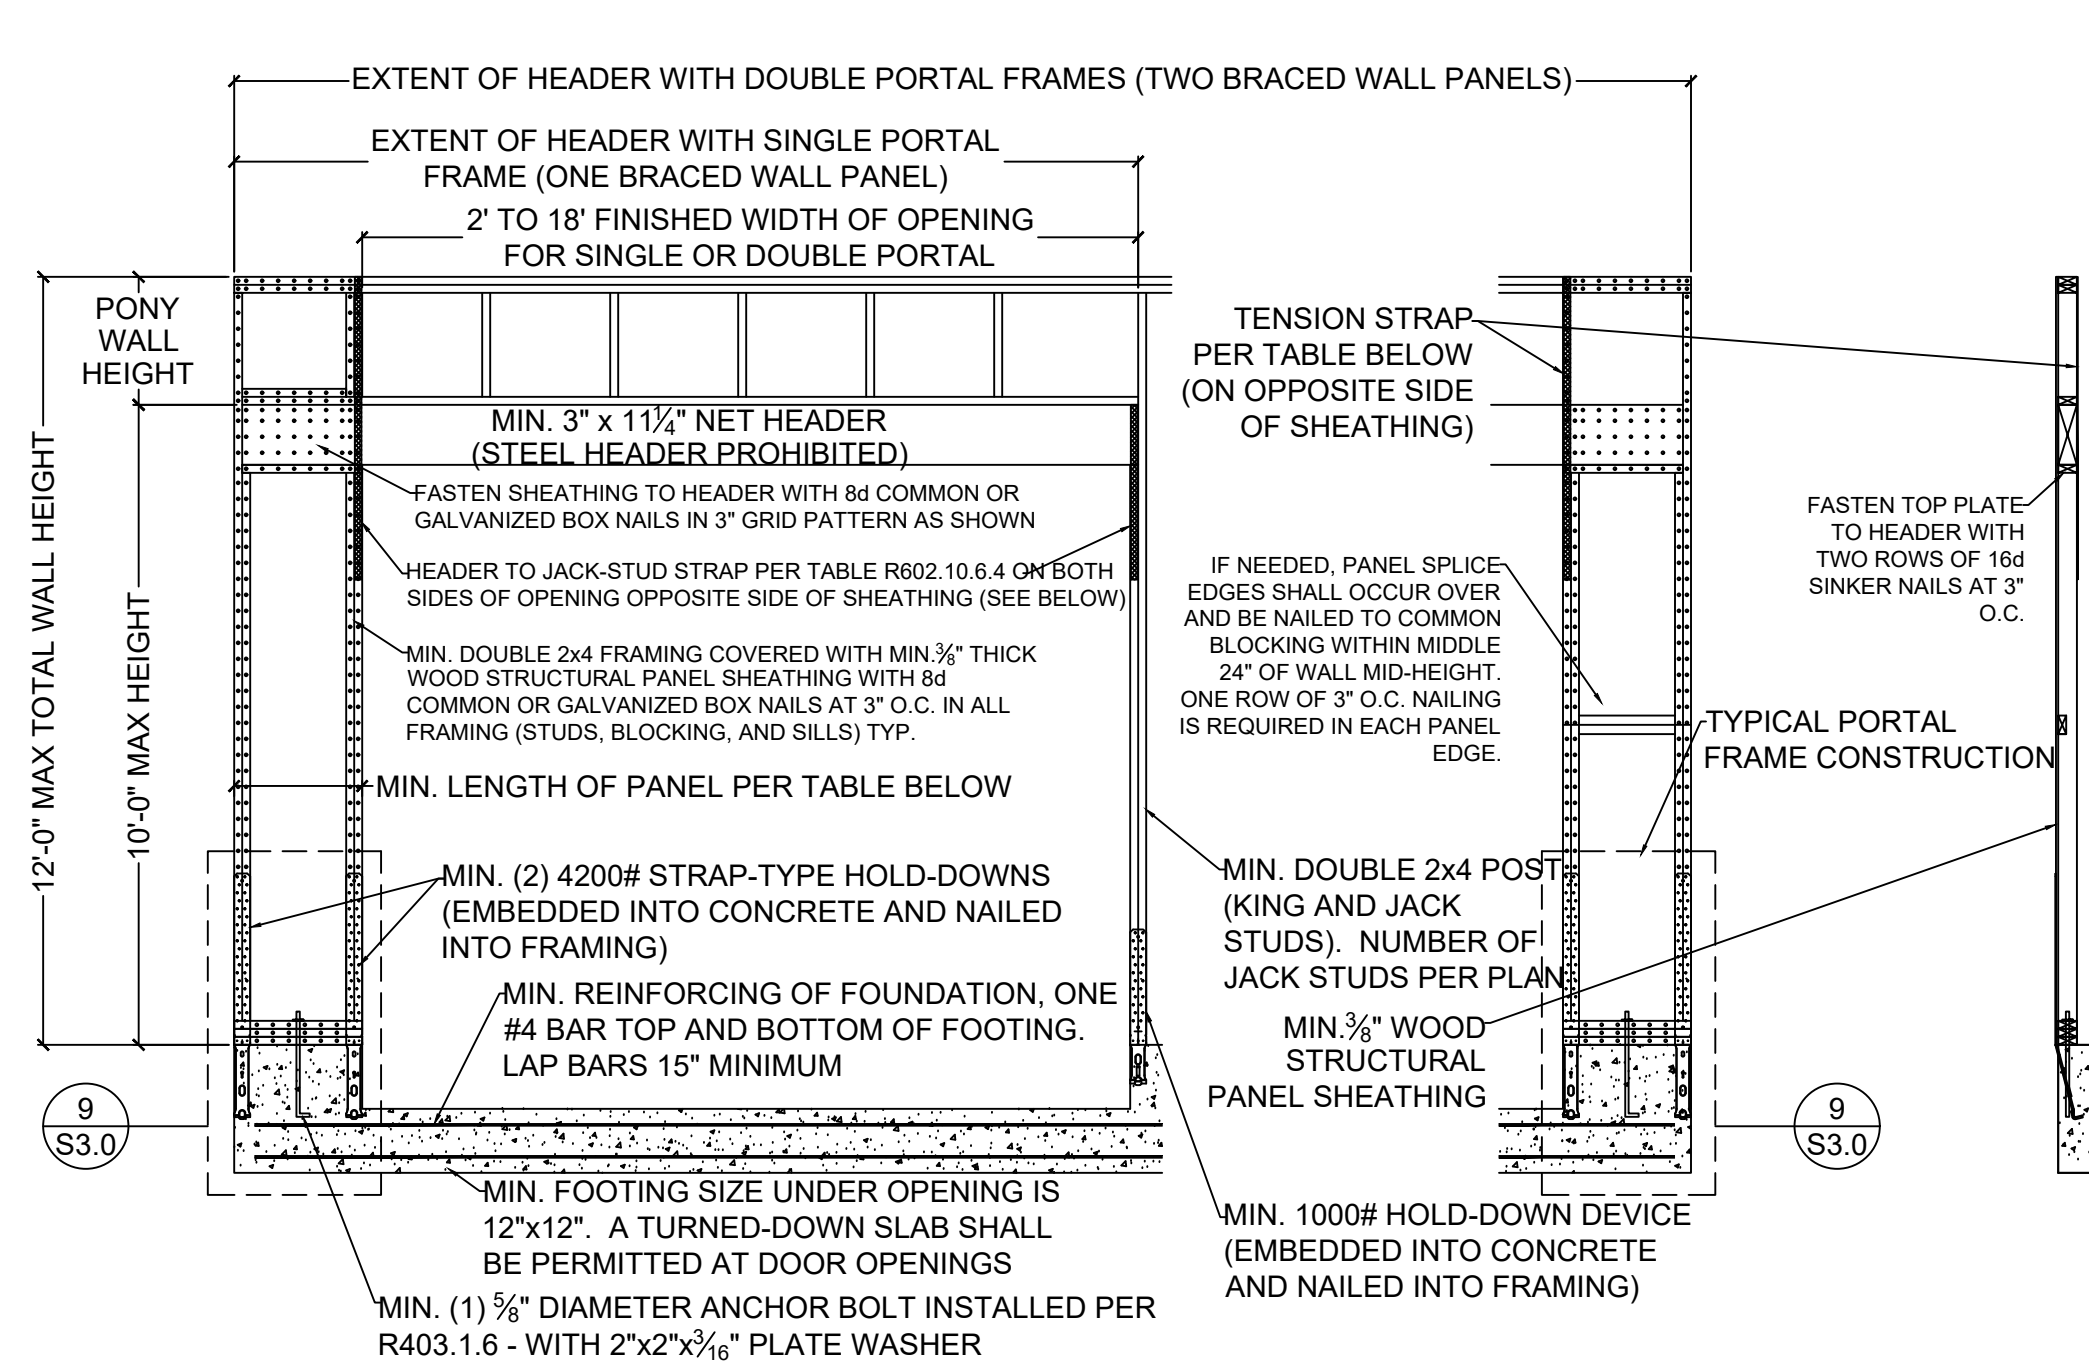 EXTENT OF HEADER WITH DOUBLE PORTAL FRAMES (TWO BRACED WALL PANELS)
EXTENT OF HEADER WITH SINGLE PORTAL
FRAME (ONE BRACED WALL PANEL)
2' TO 18' FINISHED WIDTH OF OPENING
FOR SINGLE OR DOUBLE PORTAL
PONY
WALL
HEIGHT
12'-0" MAX TOTAL WALL HEIGHT
10'-0" MAX HEIGHT
MIN. 3" x 11¼" NET HEADER
(STEEL HEADER PROHIBITED)
FASTEN SHEATHING TO HEADER WITH 8d COMMON OR
GALVANIZED BOX NAILS IN 3" GRID PATTERN AS SHOWN
HEADER TO JACK-STUD STRAP PER TABLE R602.10.6.4 ON BOTH
SIDES OF OPENING OPPOSITE SIDE OF SHEATHING (SEE BELOW)
MIN. DOUBLE 2x4 FRAMING COVERED WITH MIN.⅜" THICK
WOOD STRUCTURAL PANEL SHEATHING WITH 8d
COMMON OR GALVANIZED BOX NAILS AT 3" O.C. IN ALL
FRAMING (STUDS, BLOCKING, AND SILLS) TYP.
MIN. LENGTH OF PANEL PER TABLE BELOW
MIN. (2) 4200# STRAP-TYPE HOLD-DOWNS
(EMBEDDED INTO CONCRETE AND NAILED
INTO FRAMING)
MIN. REINFORCING OF FOUNDATION, ONE
#4 BAR TOP AND BOTTOM OF FOOTING.
LAP BARS 15" MINIMUM
9
S3.0
MIN. FOOTING SIZE UNDER OPENING IS
12"x12". A TURNED-DOWN SLAB SHALL
BE PERMITTED AT DOOR OPENINGS
MIN. (1) ⅝" DIAMETER ANCHOR BOLT INSTALLED PER
R403.1.6 - WITH 2"x2"x3⁄16" PLATE WASHER
TENSION STRAP
PER TABLE BELOW
(ON OPPOSITE SIDE
OF SHEATHING)
IF NEEDED, PANEL SPLICE
EDGES SHALL OCCUR OVER
AND BE NAILED TO COMMON
BLOCKING WITHIN MIDDLE
24" OF WALL MID-HEIGHT.
ONE ROW OF 3" O.C. NAILING
IS REQUIRED IN EACH PANEL
EDGE.
MIN. DOUBLE 2x4 POST
(KING AND JACK
STUDS). NUMBER OF
JACK STUDS PER PLAN
MIN.⅜" WOOD
STRUCTURAL
PANEL SHEATHING
MIN. 1000# HOLD-DOWN DEVICE
(EMBEDDED INTO CONCRETE
AND NAILED INTO FRAMING)
FASTEN TOP PLATE
TO HEADER WITH
TWO ROWS OF 16d
SINKER NAILS AT 3"
O.C.
TYPICAL PORTAL
FRAME CONSTRUCTION
9
S3.0